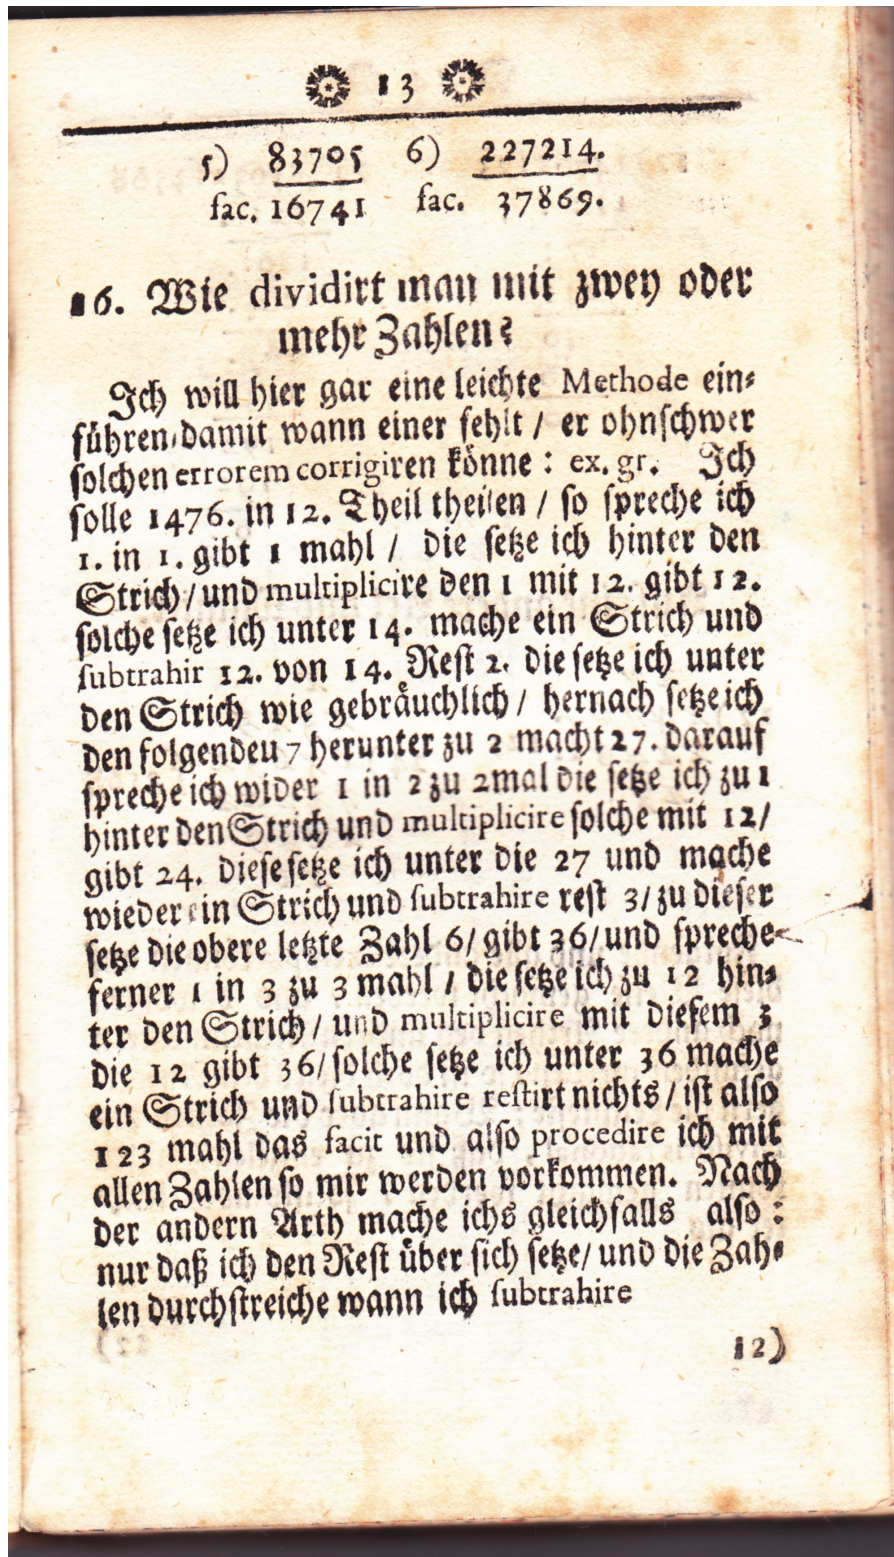 13
5) 83705 6) 227214.
fac. 16741 fac. 37869.
16. Wie dividirt man mit zwey oder
mehr Zahlen?
Ich will hier gar eine leichte Methode ein⸗
führen/damit wann einer fehlt / er ohnschwer
solchen errorem corrigiren könne : ex. gr. Ich
solle 1476. in 12. Theil theilen / so spreche ich
1. in 1. gibt 1 mahl / die setze ich hinter den
Strich / und multiplicire den 1 mit 12. gibt 12.
solche setze ich unter 14. mache ein Strich und
subtrahir 12. von 14. Rest 2. die setze ich unter
den Strich wie gebräuchlich / hernach setze ich
den folgendeu 7 herunter zu 2 macht 27. darauf
spreche ich wider 1 in 2 zu 2mal die setze ich zu 1
hinter den Strich und multiplicire solche mit 12/
gibt 24. diese setze ich unter die 27 und mache
wieder ein Strich und subtrahire rest 3/ zu dieser
setze die obere letzte Zahl 6/ gibt 36/ und spreche
ferner 1 in 3 zu 3 mahl / die setze ich zu 12 hin⸗
ter den Strich / und multiplicire mit diesem 3
die 12 gibt 36/ solche setze ich unter 36 mache
ein Strich und subtrahire restirt nichts / ist also
123 mahl das facit und also procedire ich mit
allen Zahlen so mir werden vorkommen. Nach
der andern Arth mache ichs gleichfalls also :
nur daß ich den Rest über sich setze/ und die Zah⸗
len durchstreiche wann ich subtrahire
12)